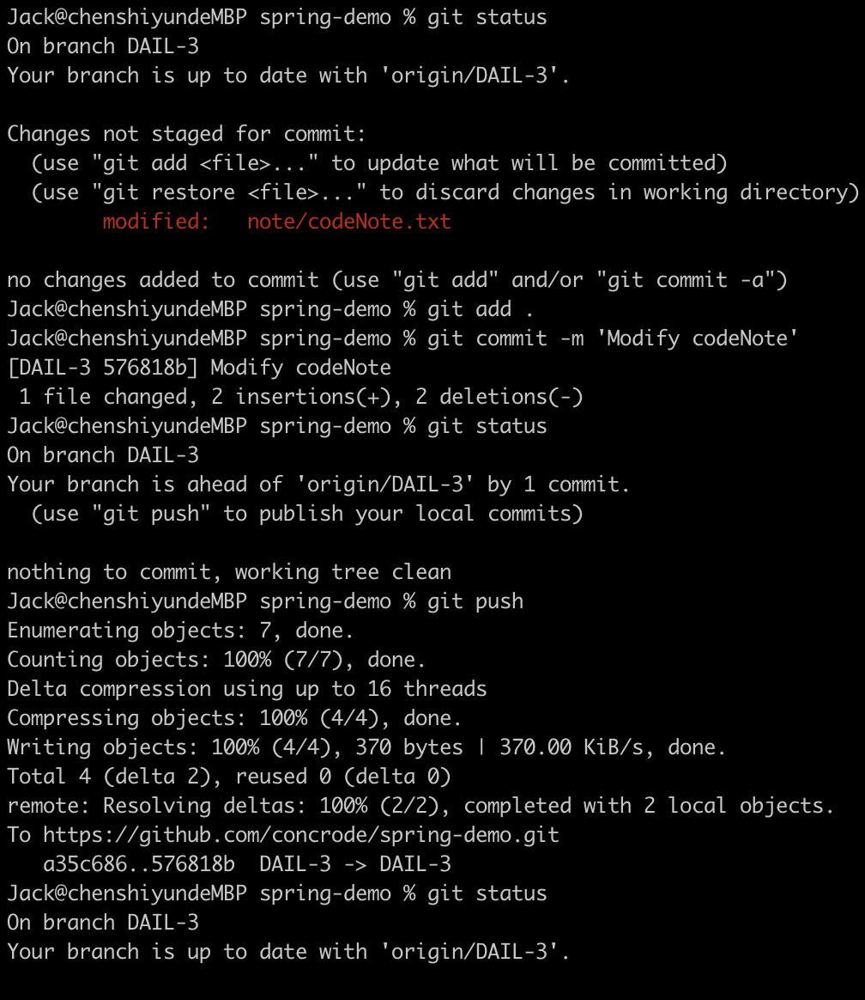 Jack@chenshiyundeMBP spring-demo % git status
On branch DAIL-3
Your branch is up to date with 'origin/DAIL-3'.

Changes not staged for commit:
  (use "git add <file>..." to update what will be committed)
  (use "git restore <file>..." to discard changes in working directory)
        modified:   note/codeNote.txt

no changes added to commit (use "git add" and/or "git commit -a")
Jack@chenshiyundeMBP spring-demo % git add .
Jack@chenshiyundeMBP spring-demo % git commit -m 'Modify codeNote'
[DAIL-3 576818b] Modify codeNote
 1 file changed, 2 insertions(+), 2 deletions(-)
Jack@chenshiyundeMBP spring-demo % git status
On branch DAIL-3
Your branch is ahead of 'origin/DAIL-3' by 1 commit.
  (use "git push" to publish your local commits)

nothing to commit, working tree clean
Jack@chenshiyundeMBP spring-demo % git push
Enumerating objects: 7, done.
Counting objects: 100% (7/7), done.
Delta compression using up to 16 threads
Compressing objects: 100% (4/4), done.
Writing objects: 100% (4/4), 370 bytes | 370.00 KiB/s, done.
Total 4 (delta 2), reused 0 (delta 0)
remote: Resolving deltas: 100% (2/2), completed with 2 local objects.
To https://github.com/concrode/spring-demo.git
   a35c686..576818b  DAIL-3 -> DAIL-3
Jack@chenshiyundeMBP spring-demo % git status
On branch DAIL-3
Your branch is up to date with 'origin/DAIL-3'.